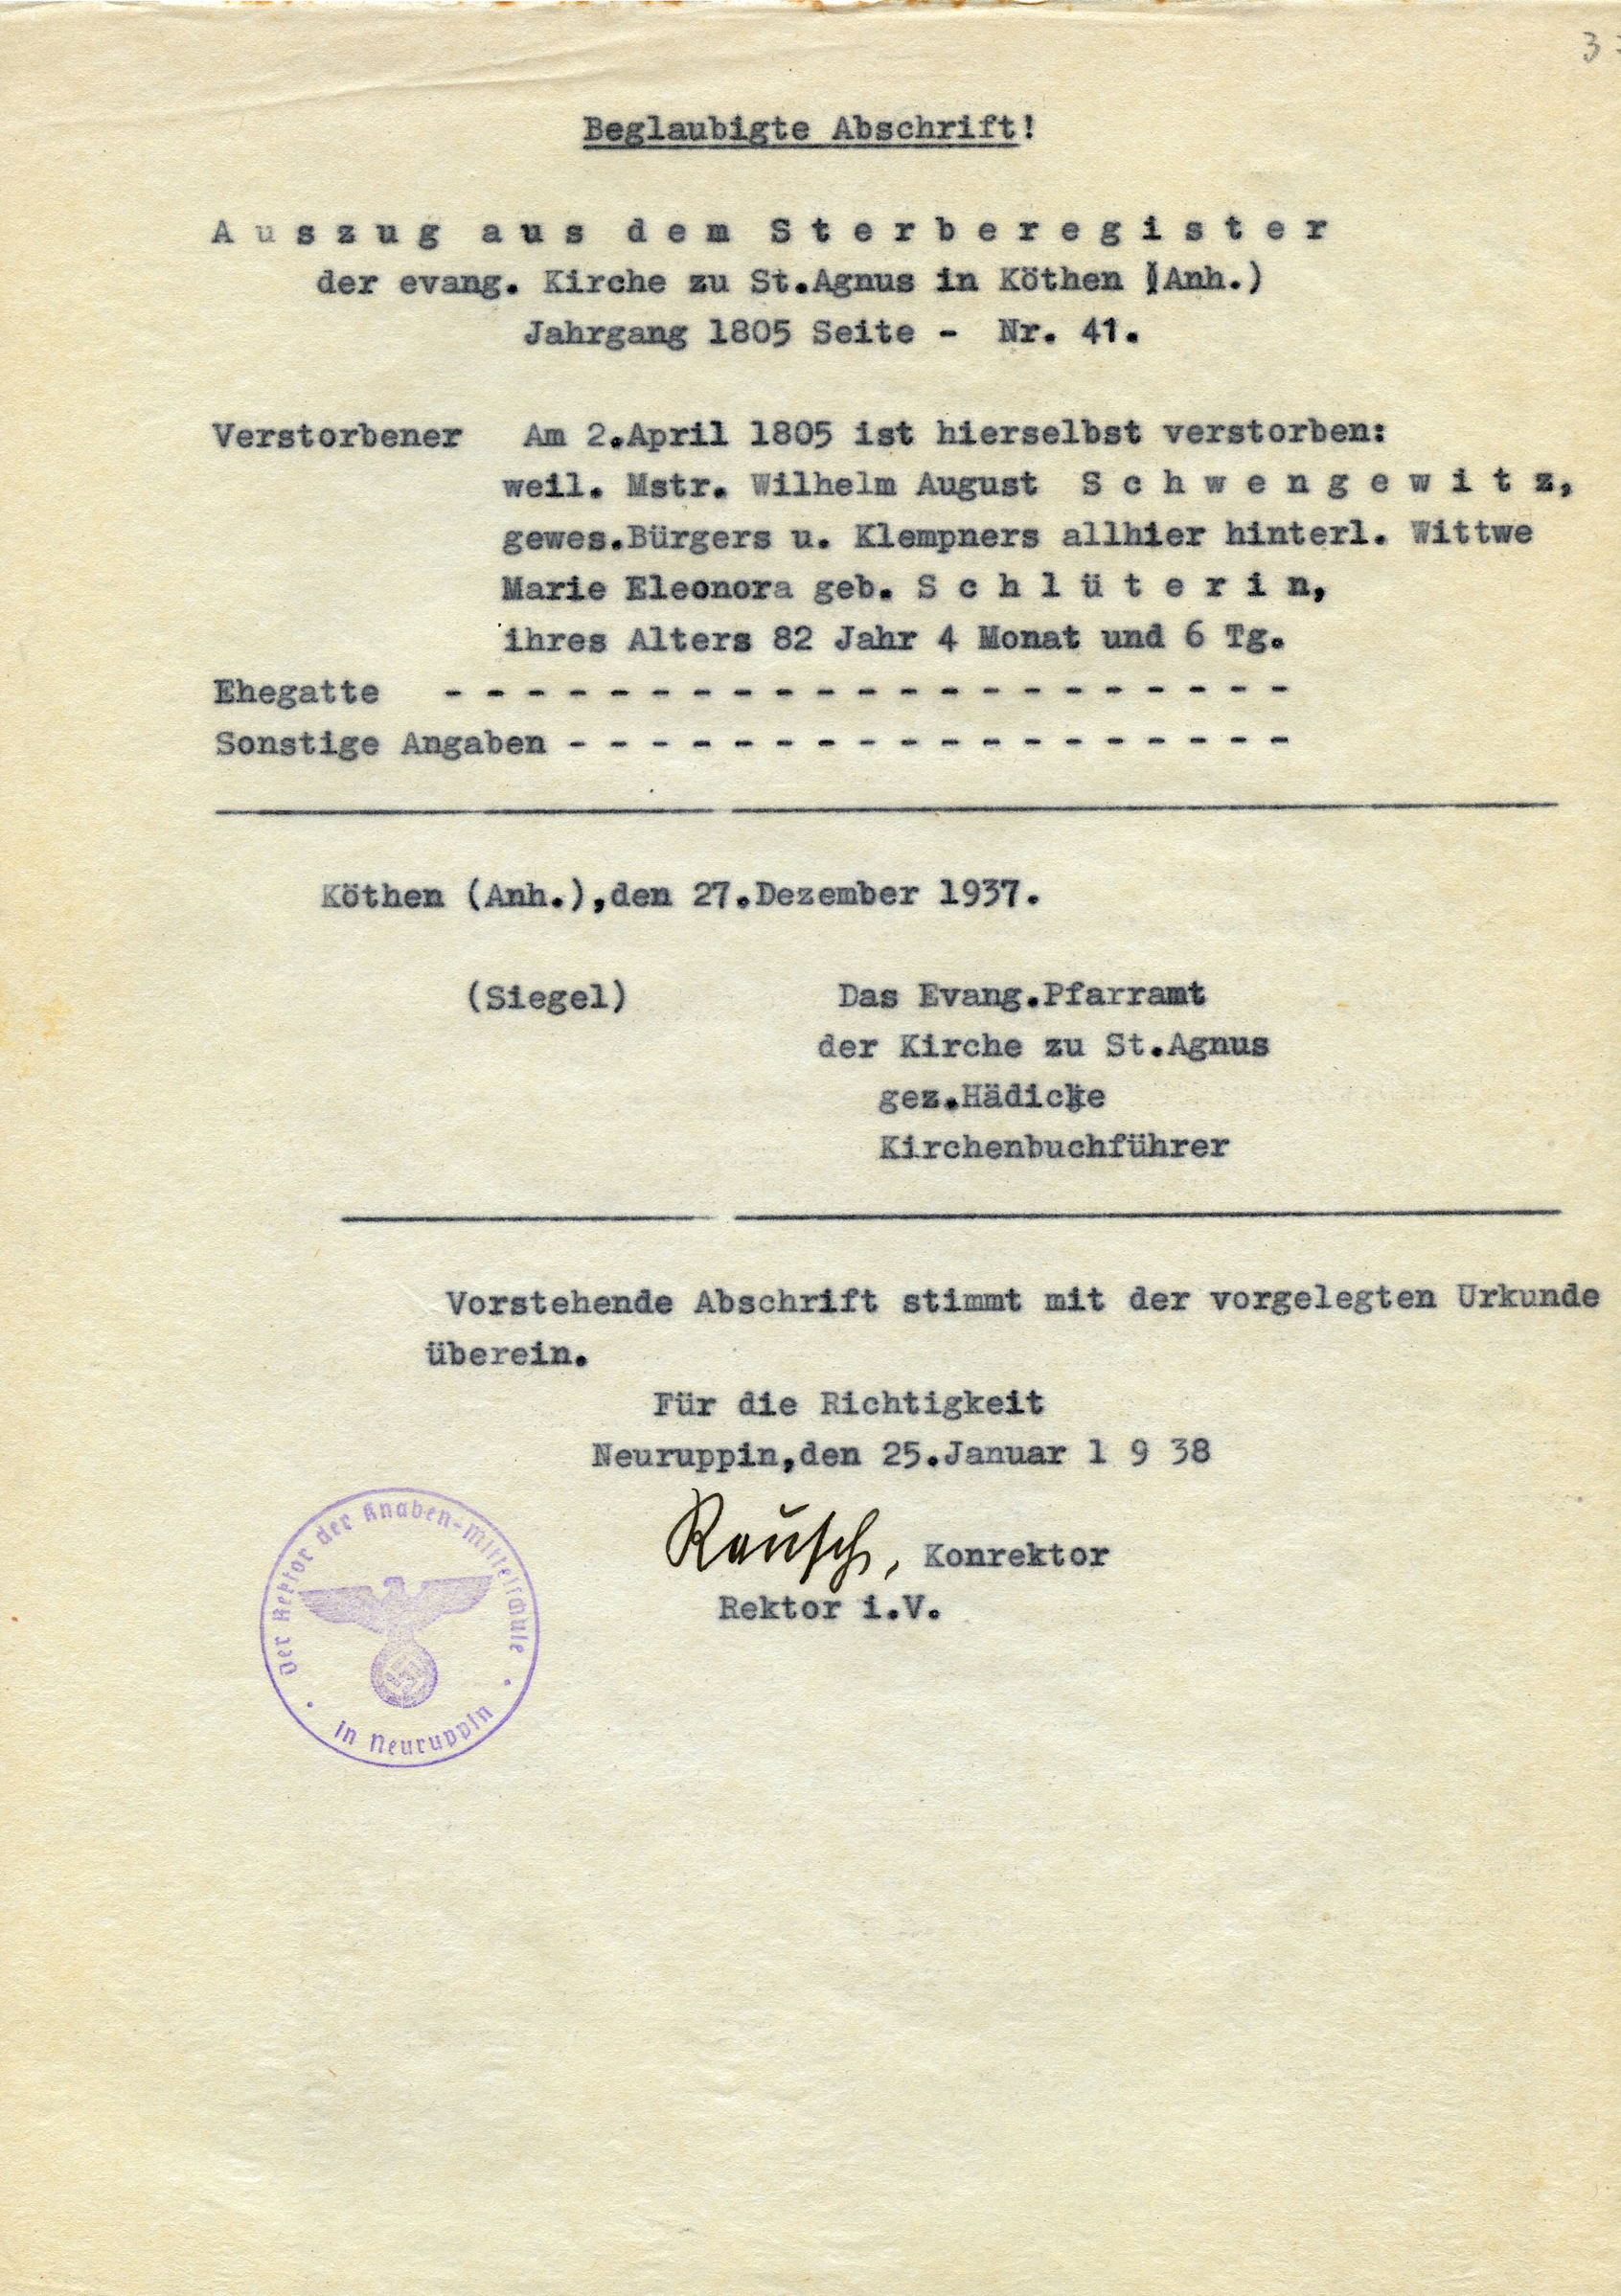 3
Beglaubigte Abschrift!
Auszug aus dem Sterberegister
der evang. Kirche zu St.Agnus in Köthen (Anh.)
Jahrgang 1805 Seite - Nr. 41.
Verstorbener Am 2.April 1805 ist hierselbst verstorben:
weil. Mstr. Wilhelm August Schwengewitz,
gewes.Bürgers u. Klempners allhier hinterl. Wittwe
Marie Eleonora geb. Schlüterin,
ihres Alters 82 Jahr 4 Monat und 6 Tg.
Ehegatte - - - - - - - - - - - - - - - - - - - - -
Sonstige Angaben - - - - - - - - - - - - - - - - - -
Köthen (Anh.),den 27.Dezember 1937.
(Siegel) Das Evang.Pfarramt
der Kirche zu St.Agnus
gez.Hädicke
Kirchenbuchführer
Vorstehende Abschrift stimmt mit der vorgelegten Urkunde
überein.
Für die Richtigkeit
Neuruppin,den 25.Januar 1 9 38
Rausch, Konrektor
Rektor i.V.
Der Rektor der Knaben-Mittelschule
in Neuruppin